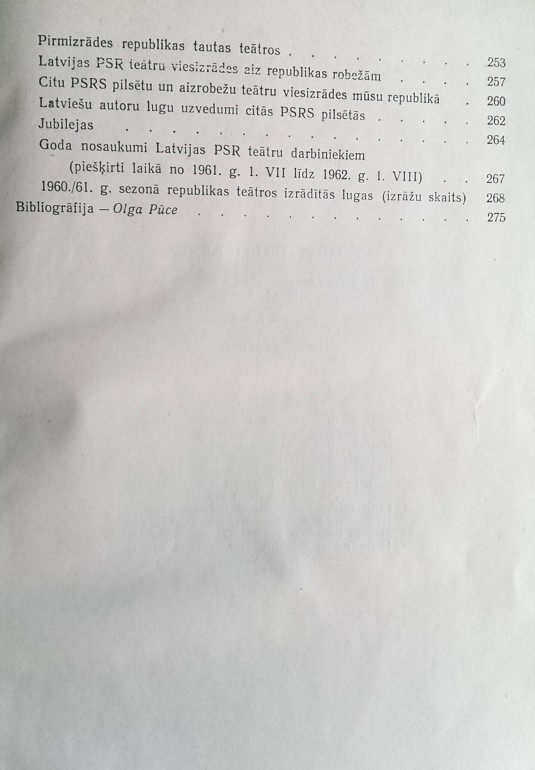 Pirmizrādes republikas tautas teātros . . . . . . . . 253
Latvijas PSR teātru viesizrādes aiz republikas robežām . . . . 257
Citu PSRS pilsētu un aizrobežu teātru viesizrādes mūsu republikā . 260
Latviešu autoru lugu uzvedumi citās PSRS pilsētās . . . . . 262
Jubilejas . . . . . . . . . . . . . . . 264
Goda nosaukumi Latvijas PSR teātru darbiniekiem
(piešķirti laikā no 1961. g. 1. VII līdz 1962. g. 1. VIII) . . 267
1960./61. g. sezonā republikas teātros izrādītās lugas (izrāžu skaits) 268
Bibliogrāfija — Olga Pūce . . . . . . . . . . . . 275